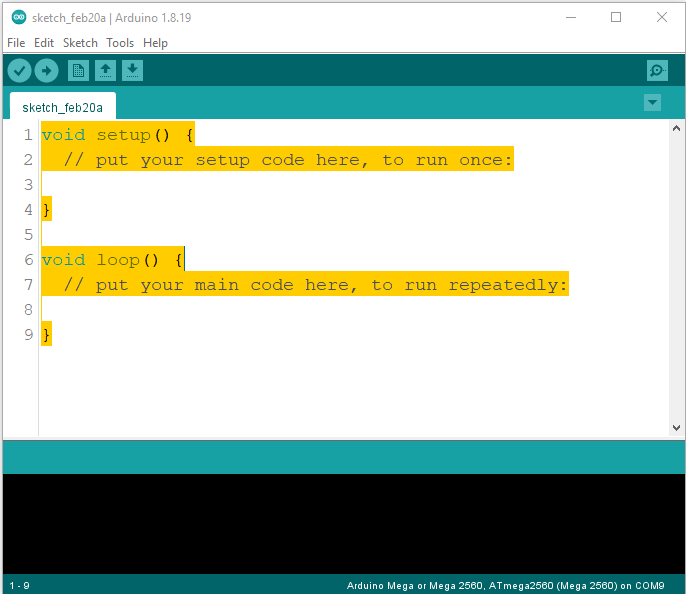 sketch_feb20a | Arduino 1.8.19
File Edit Sketch Tools Help
sketch_feb20a
1 void setup() {
2   // put your setup code here, to run once:
3
4 }
5
6 void loop() {
7   // put your main code here, to run repeatedly:
8
9 }
1 - 9 Arduino Mega or Mega 2560, ATmega2560 (Mega 2560) on COM9